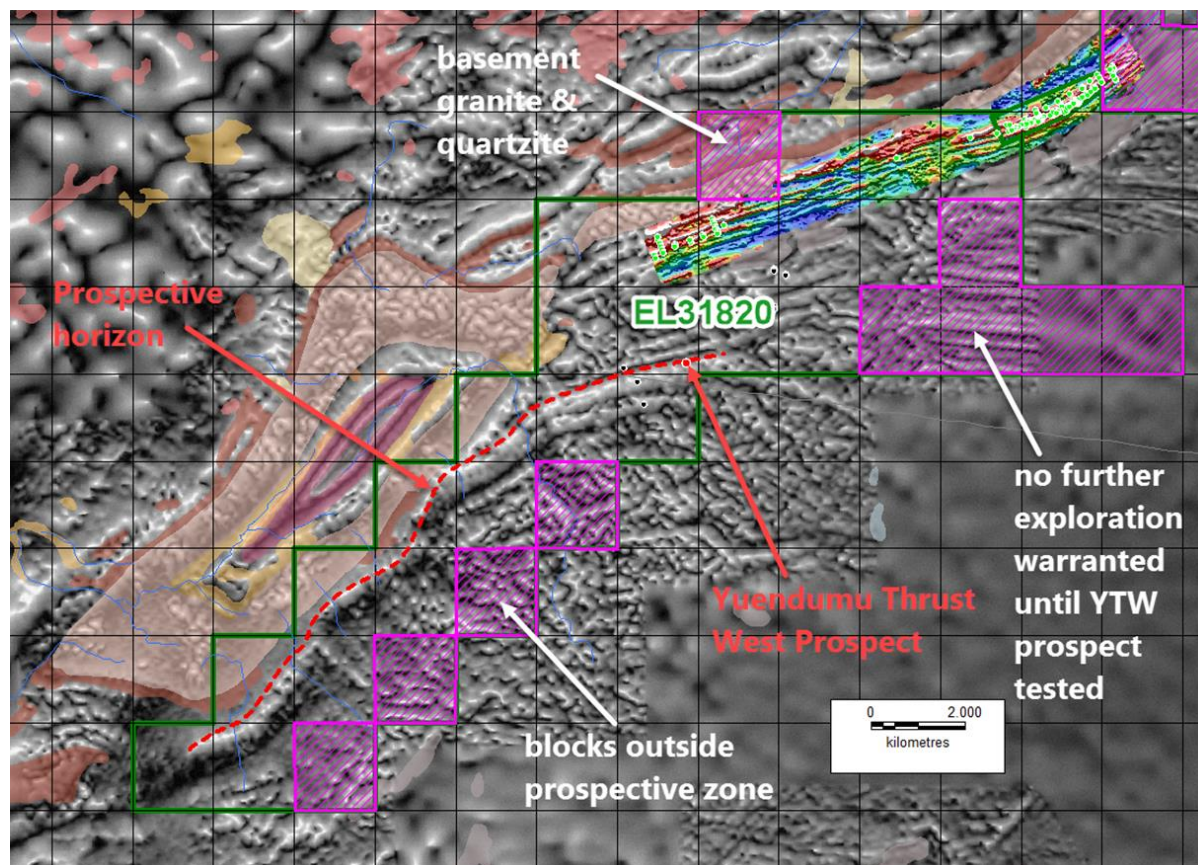 basement
granite &
quartzite
Prospective
horizon
EL31820
no further
exploration
warranted
until YTW
prospect
tested
Yuendumu Thrust
West Prospect
blocks outside
prospective zone
0 2.000
kilometres